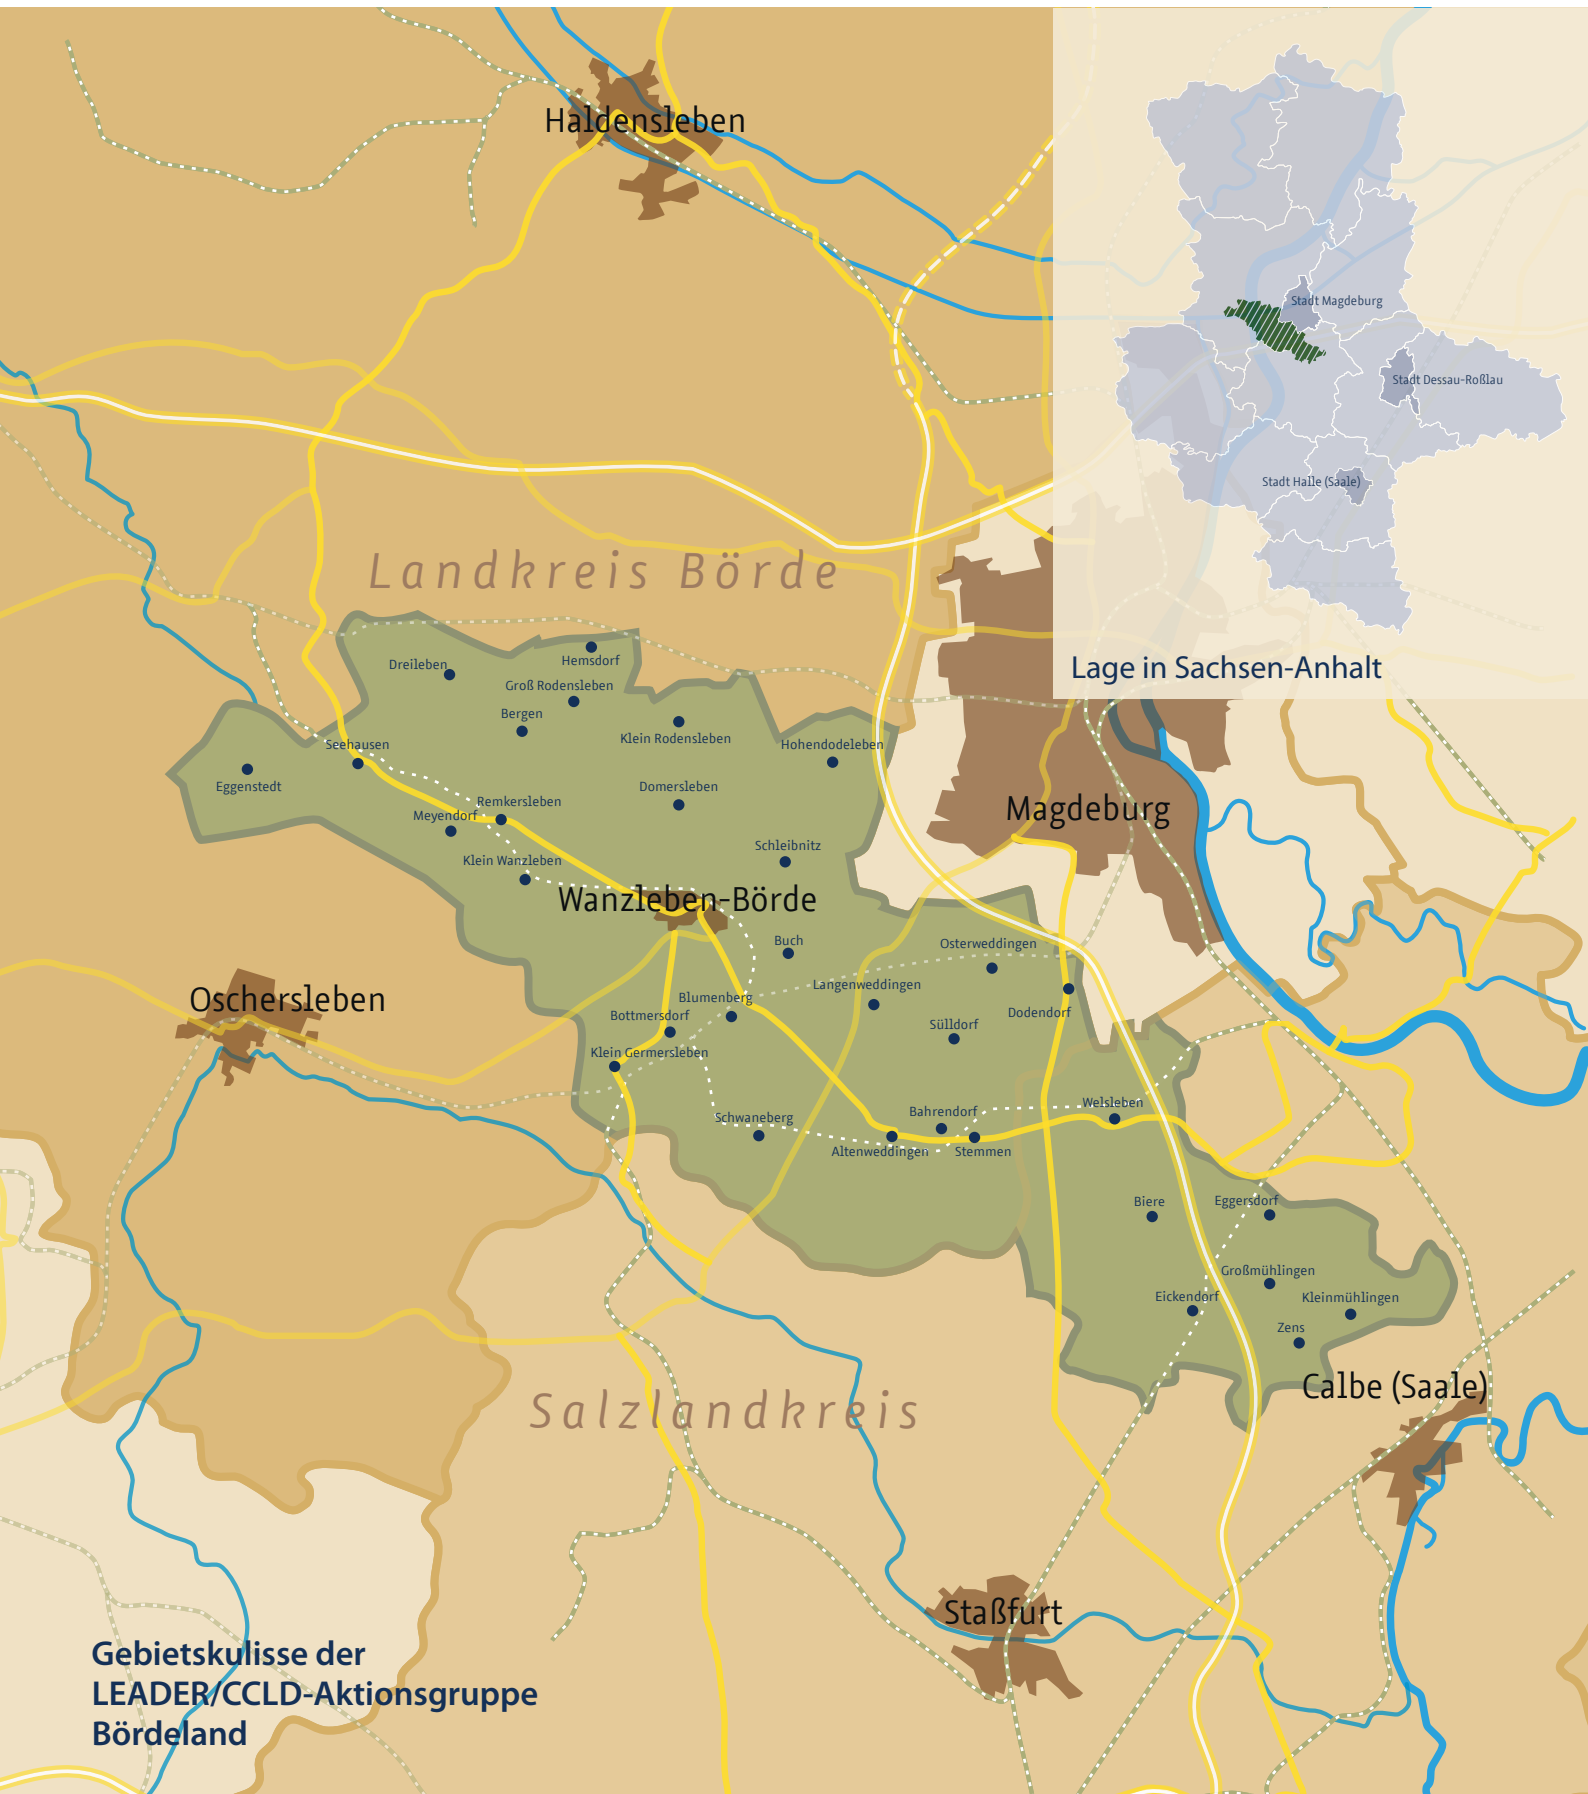 Haldensleben
Stadt Magdeburg
Stadt Dessau-Roßlau
Stadt Halle (Saale)
Lage in Sachsen-Anhalt
Landkreis Börde
Dreileben
Hemsdorf
Groß Rodensleben
Bergen
Klein Rodensleben
Seehausen
Hohendodeleben
Eggenstedt
Domersleben
Remkersleben
Meyendorf
Magdeburg
Schleibnitz
Klein Wanzleben
Wanzleben-Börde
Buch
Osterweddingen
Oschersleben
Langenweddingen
Blumenberg
Bottmersdorf
Dodendorf
Sülldorf
Klein Germersleben
Welsleben
Bahrendorf
Schwaneberg
Altenweddingen
Stemmen
Biere
Eggersdorf
Großmühlingen
Eickendorf
Kleinmühlingen
Zens
Calbe (Saale)
Salzlandkreis
Staßfurt
Gebietskulisse der
LEADER/CCLD-Aktionsgruppe
Bördeland